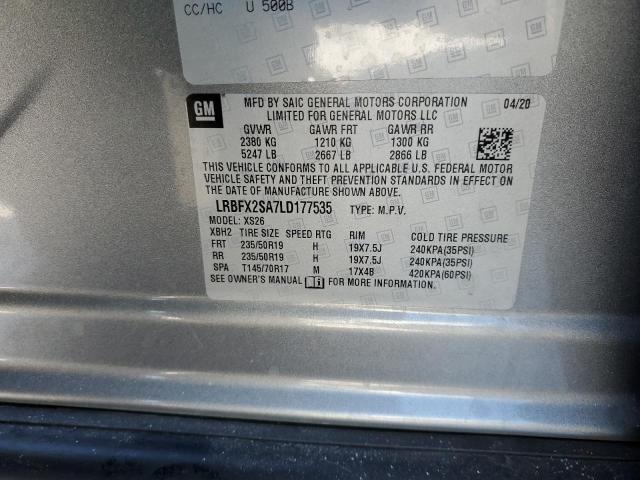 CC/HC U 500B
GM MFD BY SAIC GENERAL MOTORS CORPORATION 04/20
LIMITED FOR GENERAL MOTORS LLC
GVWR GAWR FRT GAWR RR
2380 KG 1210 KG 1300 KG
5247 LB 2667 LB 2866 LB
THIS VEHICLE CONFORMS TO ALL APPLICABLE U.S. FEDERAL MOTOR
VEHICLE SAFETY AND THEFT PREVENTION STANDARDS IN EFFECT ON
THE DATE OF MANUFACTURE SHOWN ABOVE.
LRBFX2SA7LD177535 TYPE: M.P.V.
MODEL: XS26
XBH2 TIRE SIZE SPEED RTG RIM COLD TIRE PRESSURE
FRT 235/50R19 H 19X7.5J 240KPA(35PSI)
RR 235/50R19 H 19X7.5J 240KPA(35PSI)
SPA T145/70R17 M 17X4B 420KPA(60PSI)
SEE OWNER'S MANUAL FOR MORE INFORMATION